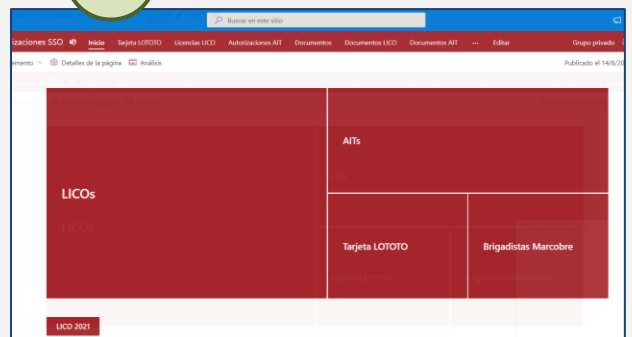 Buscar en este sitio
izaciones SSO Inicio Tarjeta LOTOTO Licencias LICO Autorizaciones AIT Documentos Documentos LICO Documentos AIT ... Editar Grupo privado
emento Detalles de la página Análisis Publicado el 14/8/20
AITs
LICOs
Tarjeta LOTOTO Brigadistas Marcobre
LICO 2021